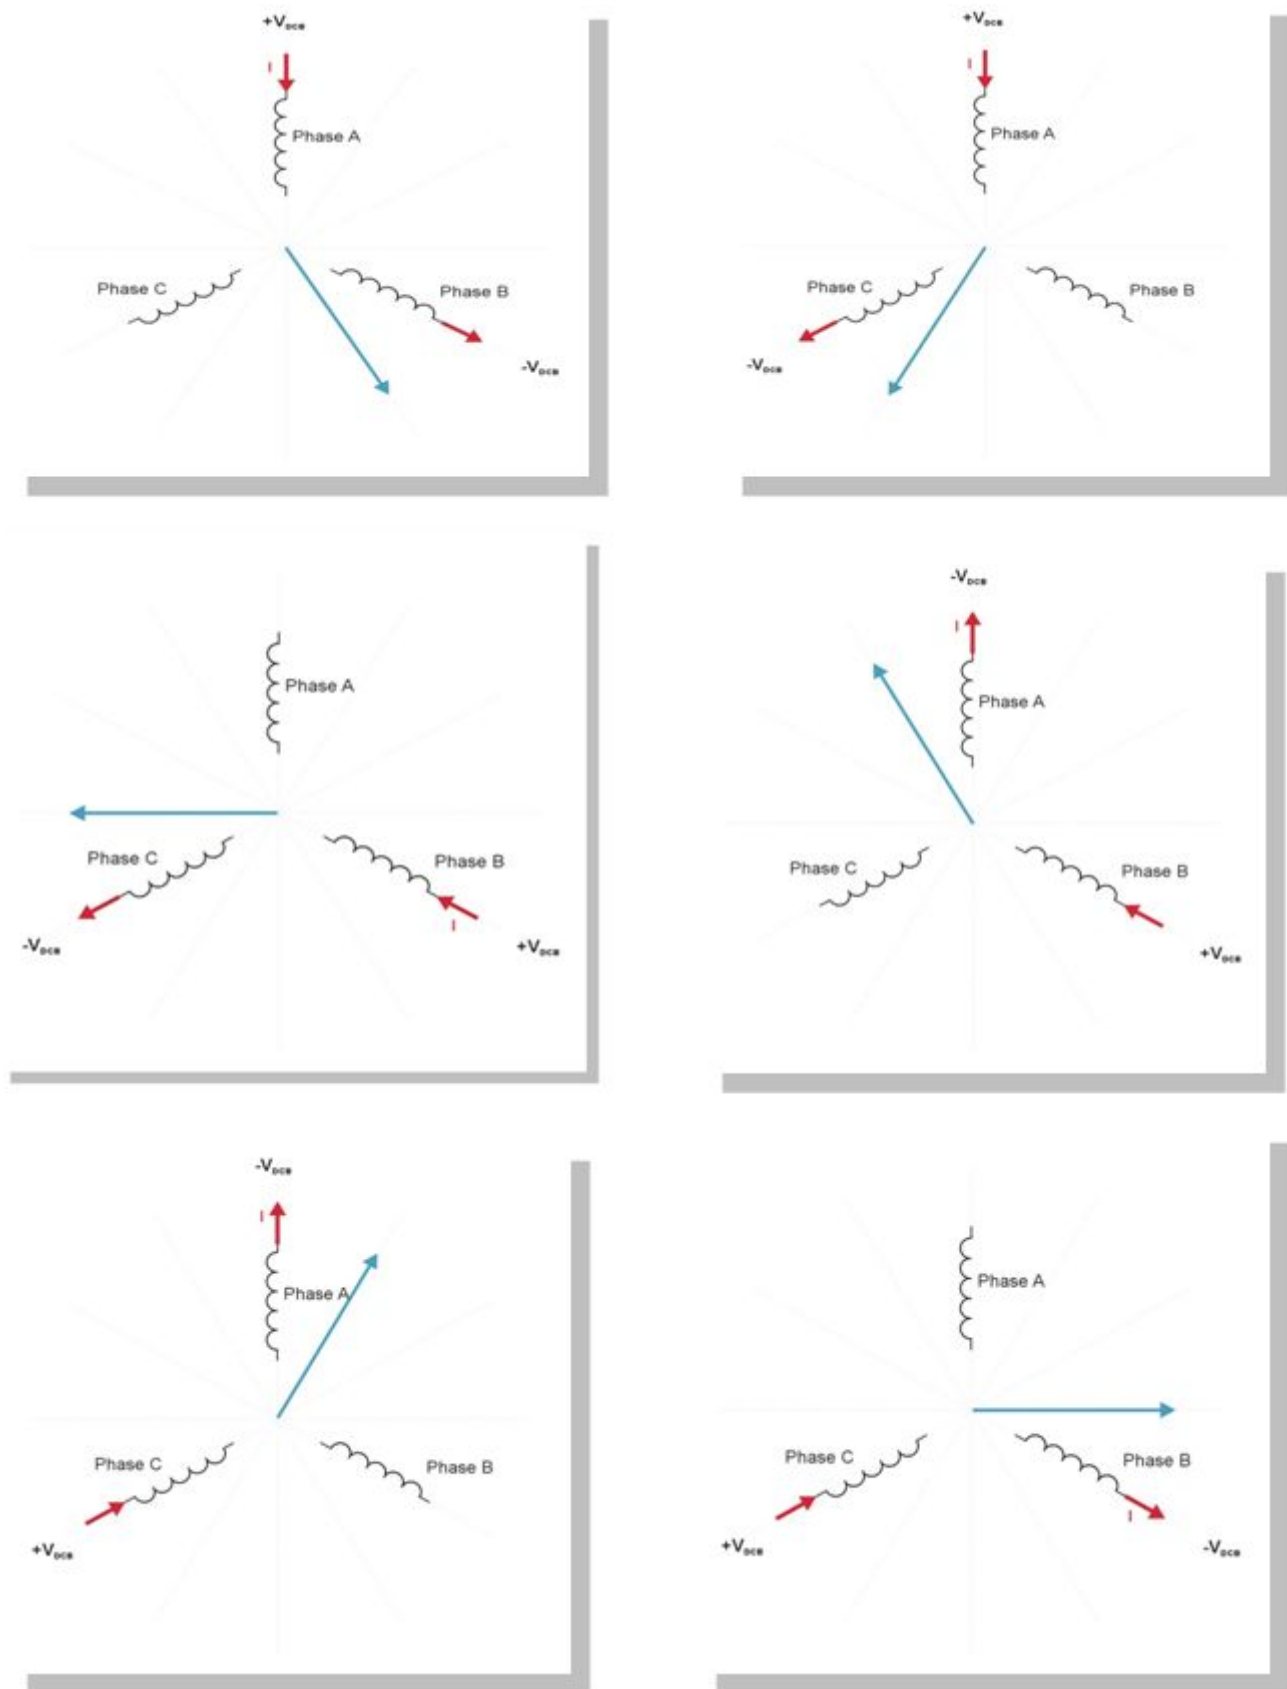 +V_DCB +V_DCB
I I
Phase A Phase A
Phase C Phase B Phase C Phase B
-V_DCB -V_DCB
-V_DCB
I
Phase A Phase A
Phase C Phase B Phase C Phase B
I
-V_DCB +V_DCB +V_DCB
-V_DCB
I
Phase A Phase A
Phase C Phase B Phase C Phase B
I
+V_DCB +V_DCB -V_DCB